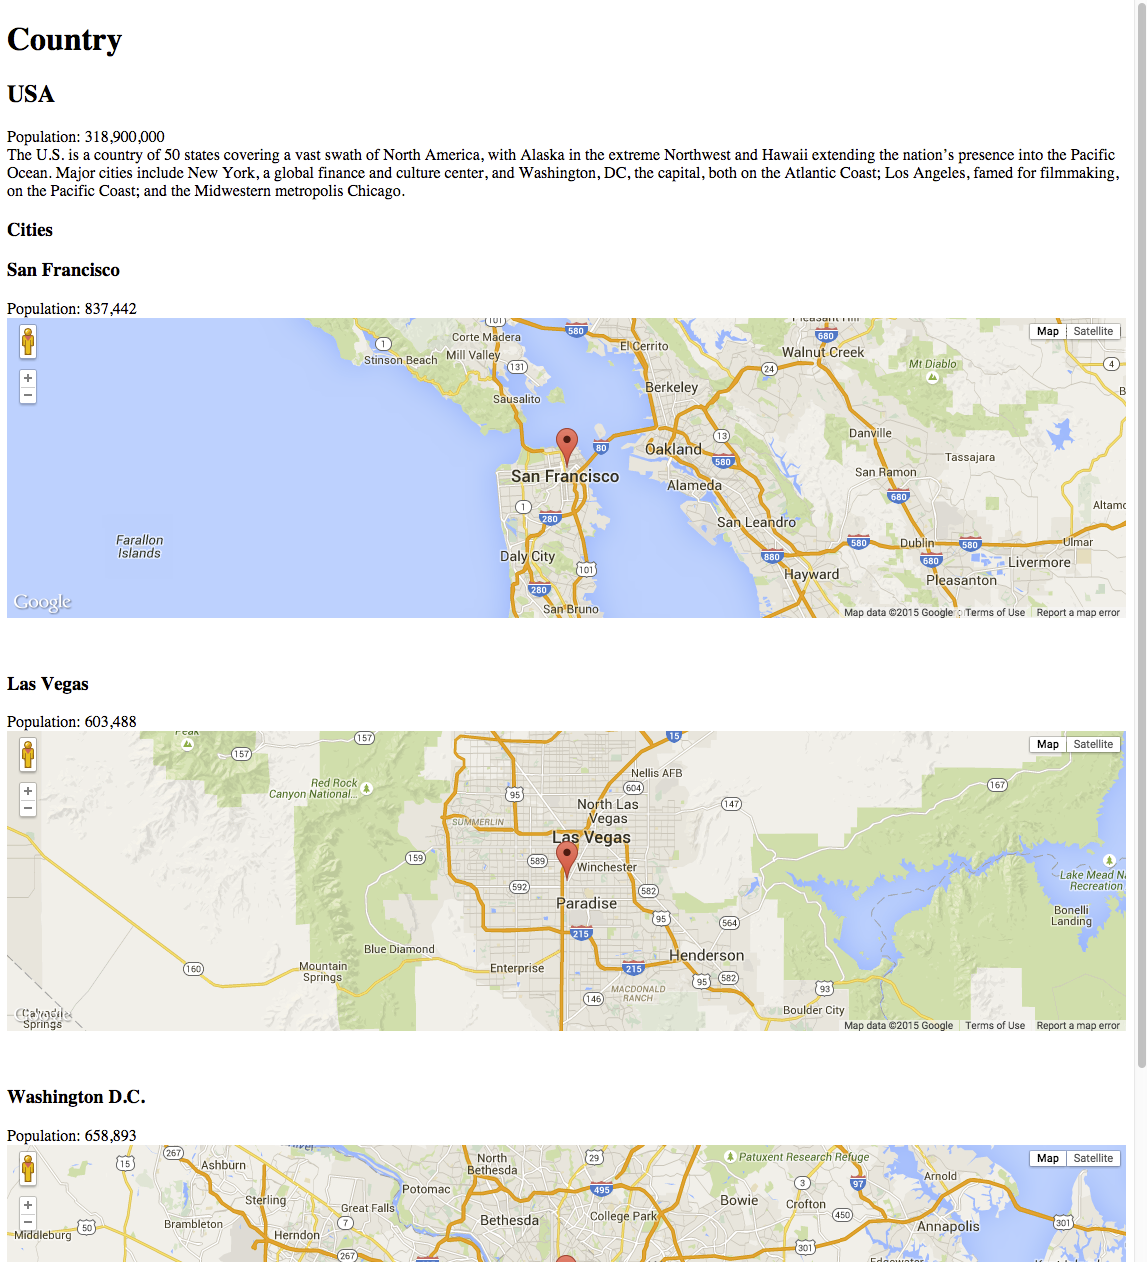 Country
USA
Population: 318,900,000
The U.S. is a country of 50 states covering a vast swath of North America, with Alaska in the extreme Northwest and Hawaii extending the nation’s presence into the Pacific
Ocean. Major cities include New York, a global finance and culture center, and Washington, DC, the capital, both on the Atlantic Coast; Los Angeles, famed for filmmaking,
on the Pacific Coast; and the Midwestern metropolis Chicago.
Cities
San Francisco
Population: 837,442
101
580
Pleasant Hill
Map Satellite
Corte Madera
680
1
El Cerrito
Walnut Creek
Stinson Beach
Mill Valley
131
24
Mt Diablo
4
Berkeley
Sausalito
B
13
Danville
80
Oakland
Tassajara
580
San Ramon
San Francisco
Alameda
680
1
Altamo
280
San Leandro
Farallon
Islands
580
Dublin
580
Ulmar
Daly City
880
680
Livermore
101
Hayward
Pleasanton
280
Google
San Bruno
Map data ©2015 Google Terms of Use Report a map error
Las Vegas
Population: 603,488
Peak
157
157
15
Map Satellite
Nellis AFB
Red Rock
Canyon National...
95
604
167
North Las
Vegas
147
SUMMERLIN
Las Vegas
159
589
Winchester
Lake Mead Na
Recreation
592
582
Paradise
95
564
Bonelli
Landing
215
Blue Diamond
Henderson
160
Mountain
Springs
Enterprise
215
95
582
93
MACDONALD
RANCH
146
Boulder City
Springs
Map data ©2015 Google Terms of Use Report a map error
Washington D.C.
Population: 658,893
267
15
Ashburn
River
North
Bethesda
29
Patuxent Research Refuge
Map Satellite
Potomac
495
97
Arnold
Sterling
Great Falls
Bowie
3
Crofton
50
Brambleton
7
Bethesda
College Park
450
Annapolis
301
Middleburg
Herndon
267
301
Edgewater